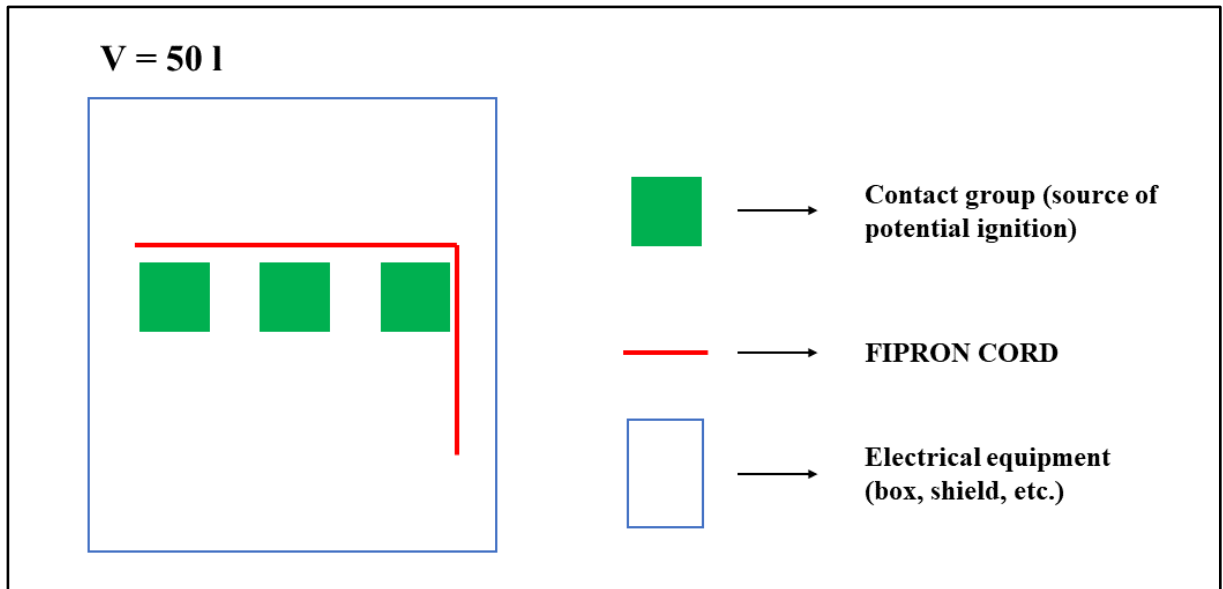 V = 50 l
Contact group (source of
potential ignition)
FIPRON CORD
Electrical equipment
(box, shield, etc.)